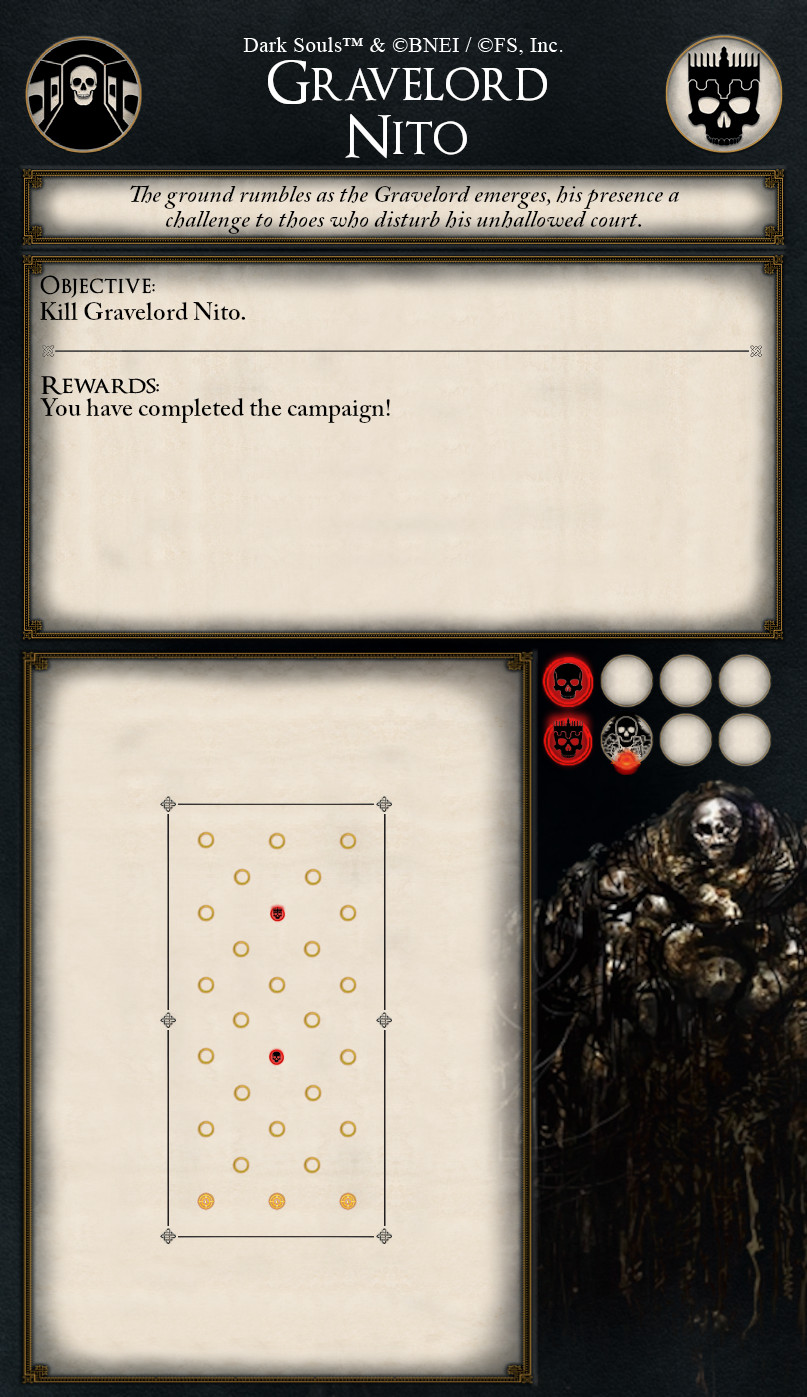 Dark Souls™ & ©BNEI / ©FS, Inc.
Gravelord
Nito
The ground rumbles as the Gravelord emerges, his presence a
challenge to thoes who disturb his unhallowed court.
Objective:
Kill Gravelord Nito.
Rewards:
You have completed the campaign!